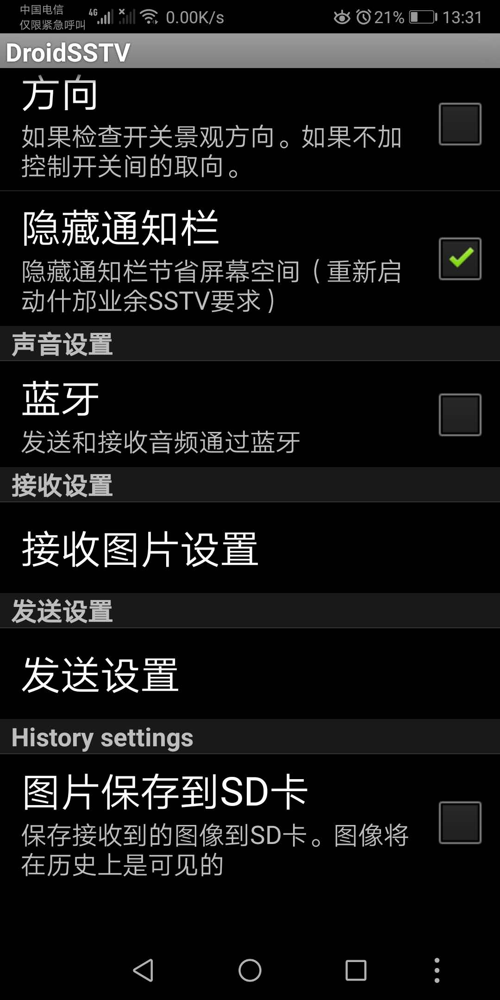 中国电信
仅限紧急呼叫
4G
0.00K/s
21%
13:31
DroidSSTV
方向
如果检查开关景观方向。如果不加
控制开关间的取向。
隐藏通知栏
隐藏通知栏节省屏幕空间（重新启
动什邡业余SSTV要求）
声音设置
蓝牙
发送和接收音频通过蓝牙
接收设置
接收图片设置
发送设置
发送设置
History settings
图片保存到SD卡
保存接收到的图像到SD卡。图像将
在历史上是可见的